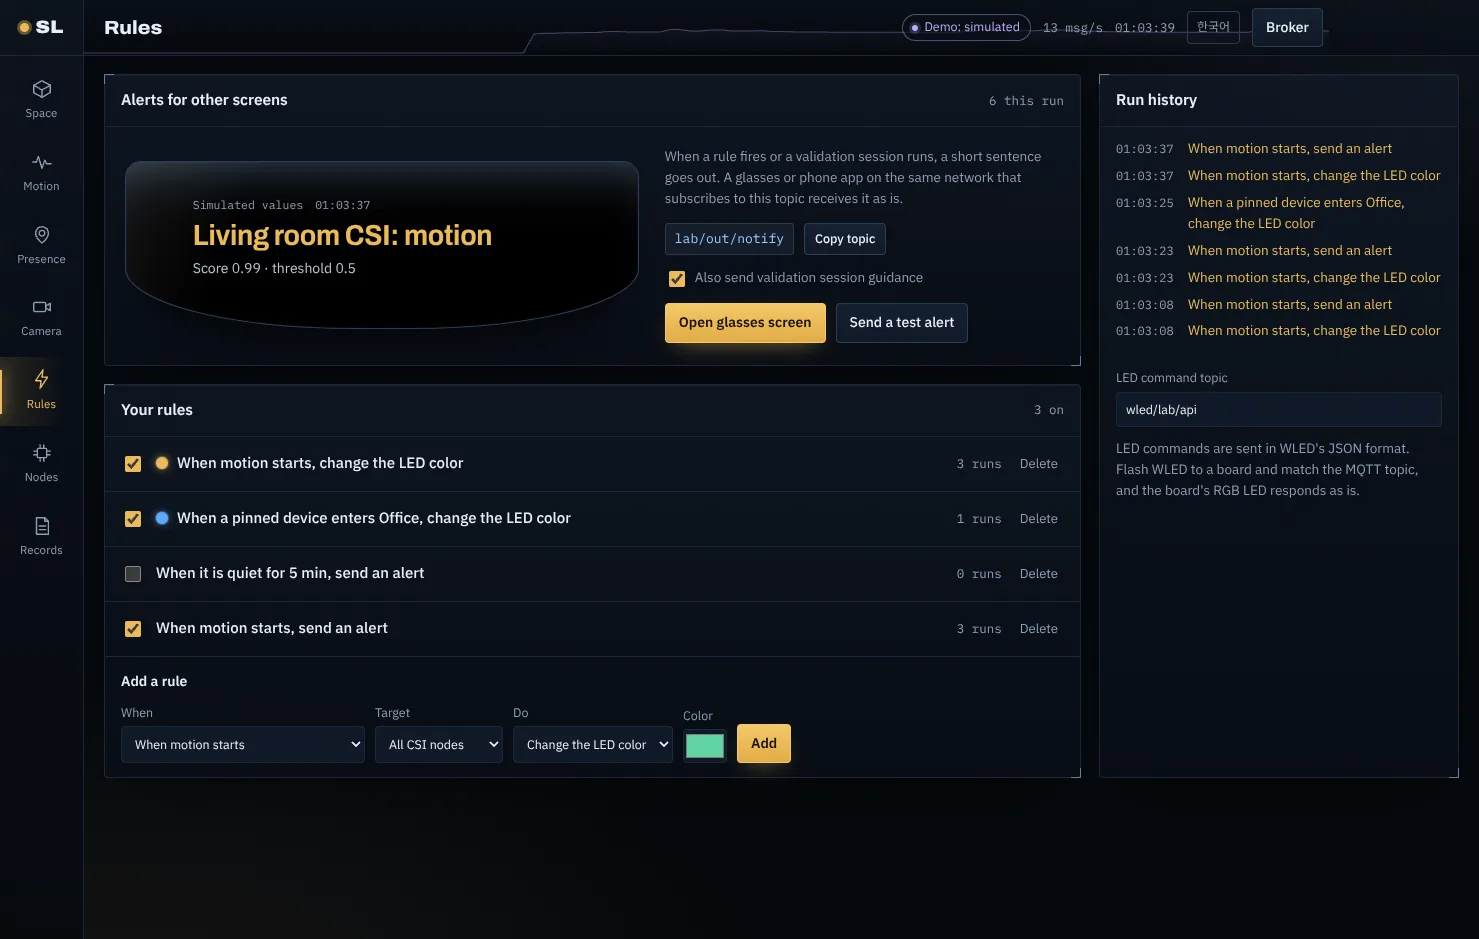 SL
Rules
Demo: simulated
13 msg/s
01:03:39
한국어
Broker
Space
Motion
Presence
Camera
Rules
Nodes
Records
Alerts for other screens
6 this run
Simulated values 01:03:37
Living room CSI: motion
Score 0.99 · threshold 0.5
When a rule fires or a validation session runs, a short sentence
goes out. A glasses or phone app on the same network that
subscribes to this topic receives it as is.
lab/out/notify
Copy topic
Also send validation session guidance
Open glasses screen
Send a test alert
Your rules
3 on
When motion starts, change the LED color
3 runs
Delete
When a pinned device enters Office, change the LED color
1 runs
Delete
When it is quiet for 5 min, send an alert
0 runs
Delete
When motion starts, send an alert
3 runs
Delete
Add a rule
When
Target
Do
Color
When motion starts
All CSI nodes
Change the LED color
Add
Run history
01:03:37 When motion starts, send an alert
01:03:37 When motion starts, change the LED color
01:03:25 When a pinned device enters Office,
change the LED color
01:03:23 When motion starts, send an alert
01:03:23 When motion starts, change the LED color
01:03:08 When motion starts, send an alert
01:03:08 When motion starts, change the LED color
LED command topic
wled/lab/api
LED commands are sent in WLED's JSON format.
Flash WLED to a board and match the MQTT topic,
and the board's RGB LED responds as is.